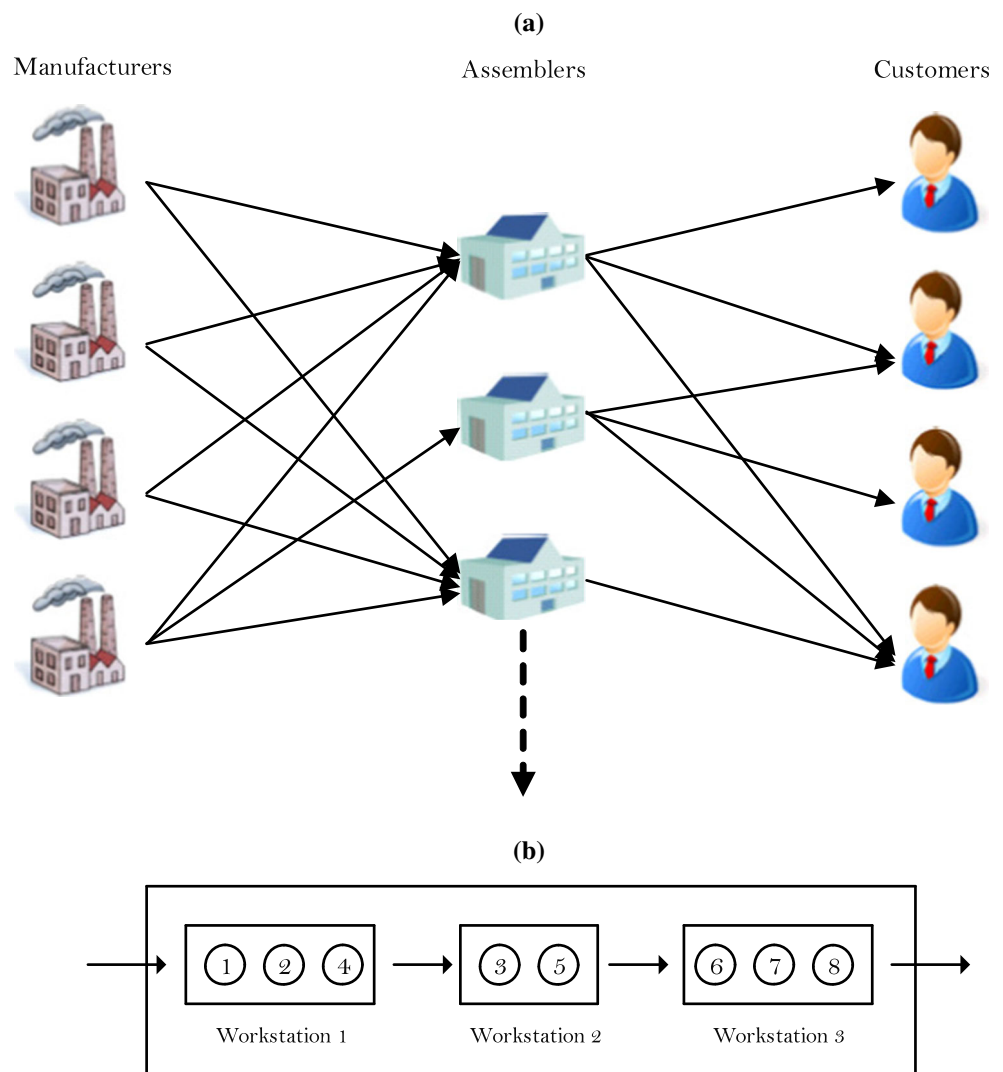 (a)
Manufacturers Assemblers Customers
(b)
1 2 4 3 5 6 7 8
Workstation 1 Workstation 2 Workstation 3